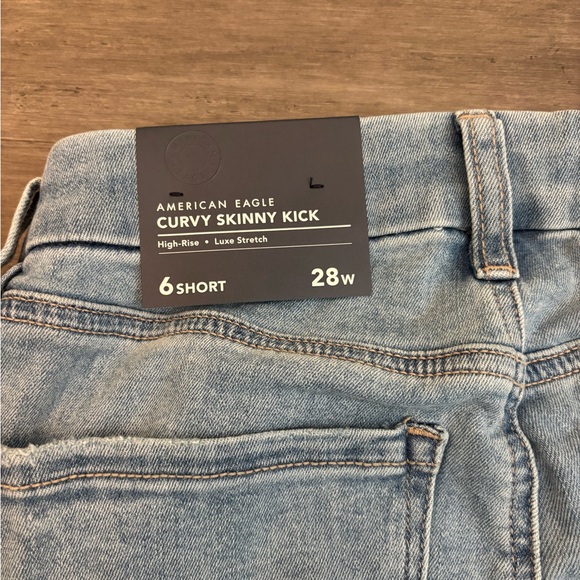 AMERICAN EAGLE
CURVY SKINNY KICK
High-Rise • Luxe Stretch
6 SHORT 28W